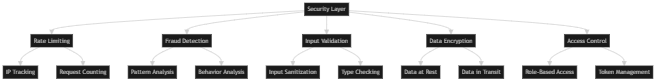 Security Layer
Rate Limiting
Fraud Detection
Input Validation
Data Encryption
Access Control
IP Tracking
Request Counting
Pattern Analysis
Behavior Analysis
Input Sanitization
Type Checking
Data at Rest
Data in Transit
Role-Based Access
Token Management